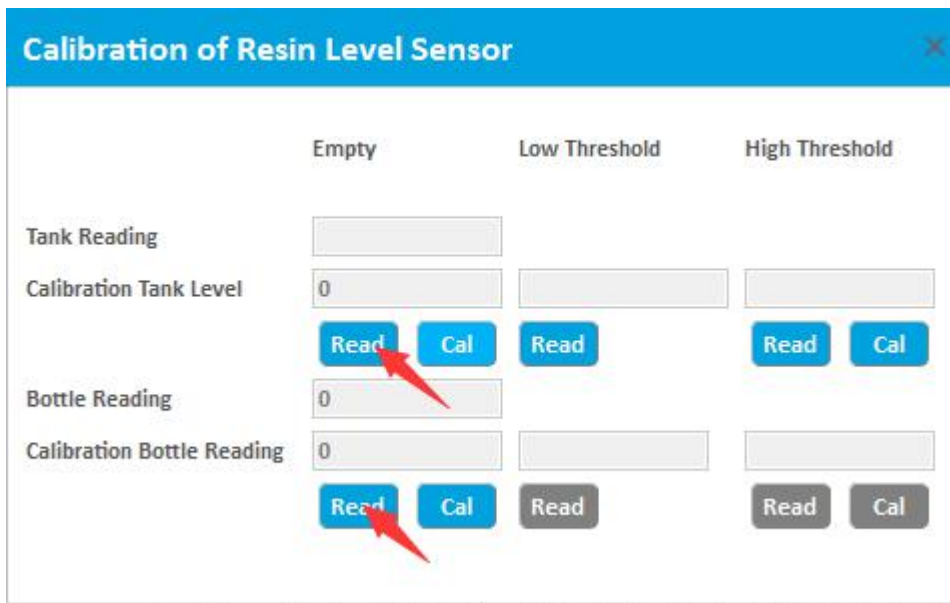 Calibration of Resin Level Sensor
Empty Low Threshold High Threshold
Tank Reading
Calibration Tank Level 0
Read Cal Read Read Cal
Bottle Reading 0
Calibration Bottle Reading 0
Read Cal Read Read Cal